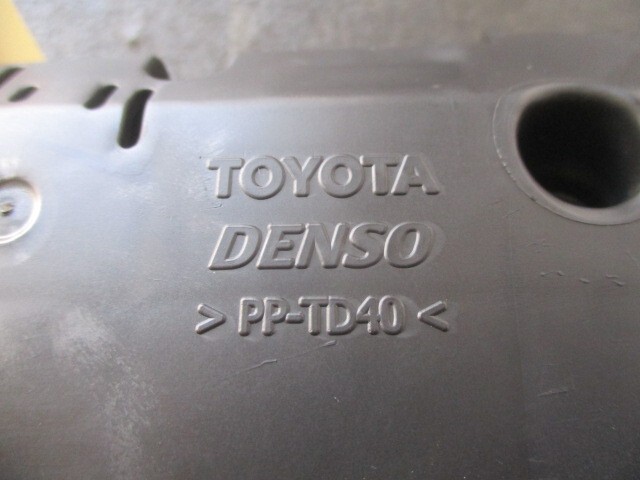 TOYOTA
DENSO
> PP-TD40 <